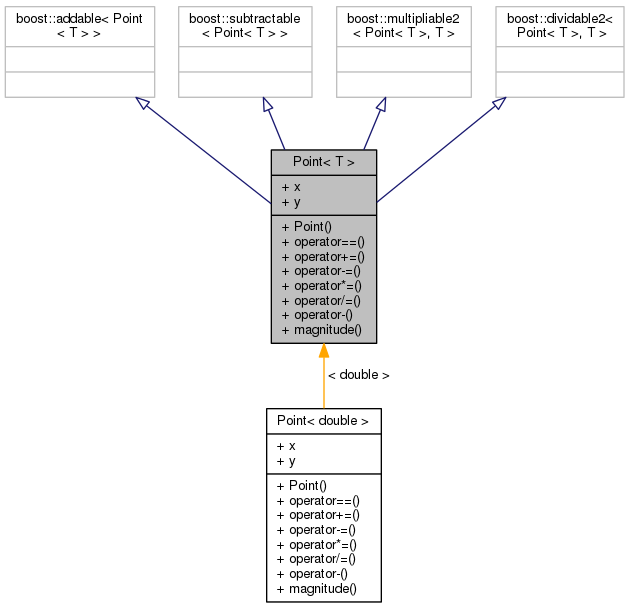 boost::addable< Point
< T > >
boost::subtractable
< Point< T > >
boost::multipliable2
< Point< T >, T >
boost::dividable2<
Point< T >, T >
Point< T >
+ x
+ y
+ Point()
+ operator==()
+ operator+=()
+ operator-=()
+ operator*=()
+ operator/=()
+ operator-()
+ magnitude()
< double >
Point< double >
+ x
+ y
+ Point()
+ operator==()
+ operator+=()
+ operator-=()
+ operator*=()
+ operator/=()
+ operator-()
+ magnitude()